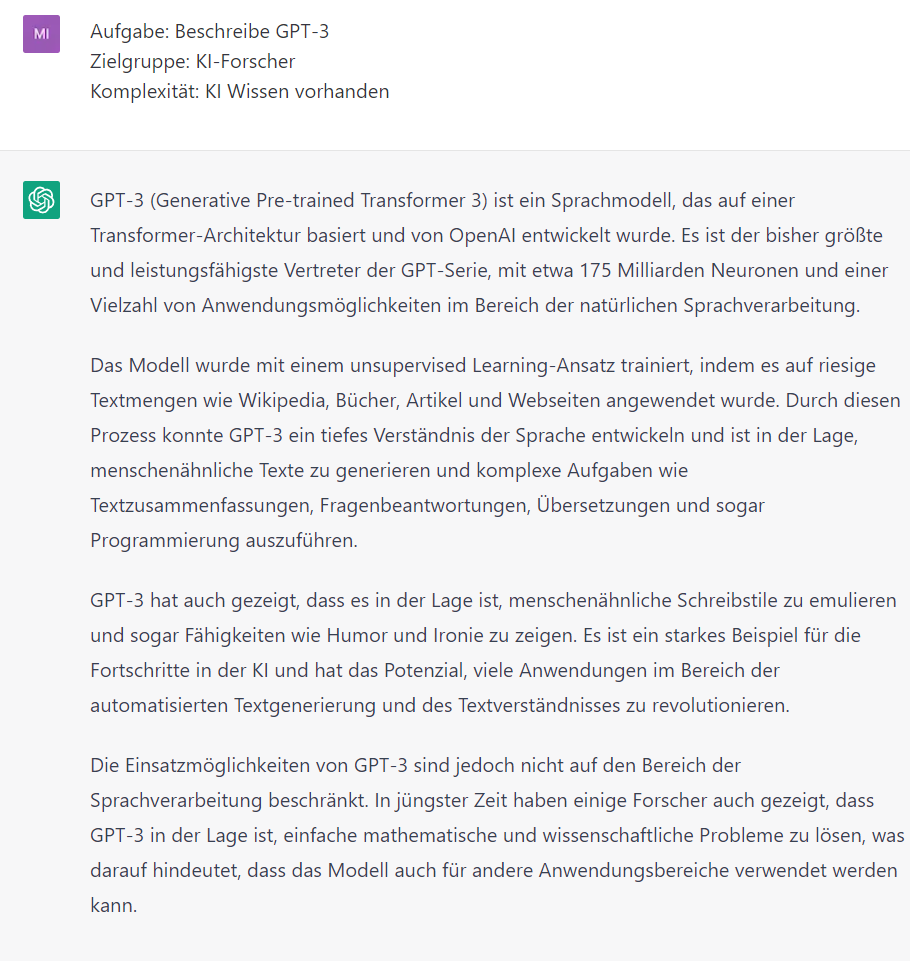 MI
Aufgabe: Beschreibe GPT-3
Zielgruppe: KI-Forscher
Komplexität: KI Wissen vorhanden
GPT-3 (Generative Pre-trained Transformer 3) ist ein Sprachmodell, das auf einer
Transformer-Architektur basiert und von OpenAI entwickelt wurde. Es ist der bisher größte
und leistungsfähigste Vertreter der GPT-Serie, mit etwa 175 Milliarden Neuronen und einer
Vielzahl von Anwendungsmöglichkeiten im Bereich der natürlichen Sprachverarbeitung.
Das Modell wurde mit einem unsupervised Learning-Ansatz trainiert, indem es auf riesige
Textmengen wie Wikipedia, Bücher, Artikel und Webseiten angewendet wurde. Durch diesen
Prozess konnte GPT-3 ein tiefes Verständnis der Sprache entwickeln und ist in der Lage,
menschenähnliche Texte zu generieren und komplexe Aufgaben wie
Textzusammenfassungen, Fragenbeantwortungen, Übersetzungen und sogar
Programmierung auszuführen.
GPT-3 hat auch gezeigt, dass es in der Lage ist, menschenähnliche Schreibstile zu emulieren
und sogar Fähigkeiten wie Humor und Ironie zu zeigen. Es ist ein starkes Beispiel für die
Fortschritte in der KI und hat das Potenzial, viele Anwendungen im Bereich der
automatisierten Textgenerierung und des Textverständnisses zu revolutionieren.
Die Einsatzmöglichkeiten von GPT-3 sind jedoch nicht auf den Bereich der
Sprachverarbeitung beschränkt. In jüngster Zeit haben einige Forscher auch gezeigt, dass
GPT-3 in der Lage ist, einfache mathematische und wissenschaftliche Probleme zu lösen, was
darauf hindeutet, dass das Modell auch für andere Anwendungsbereiche verwendet werden
kann.